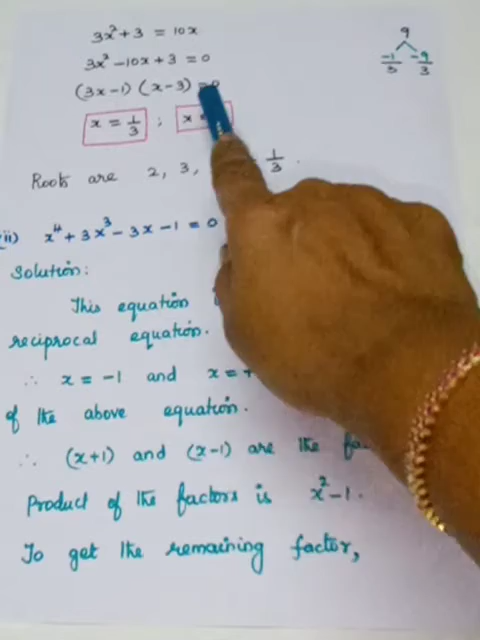 3x² + 3 = 10x
9
3x² - 10x + 3 = 0
-1/3 -9/3
(3x - 1) (x - 3) = 0
x = 1/3 ; x =
Roots are 2, 3, 1/3.
(ii) x⁴ + 3x³ - 3x - 1 = 0
Solution:
This equation
reciprocal equation.
∴ x = -1 and x = +
of the above equation.
∴ (x+1) and (x-1) are the
Product of the factors is x² - 1.
To get the remaining factor,